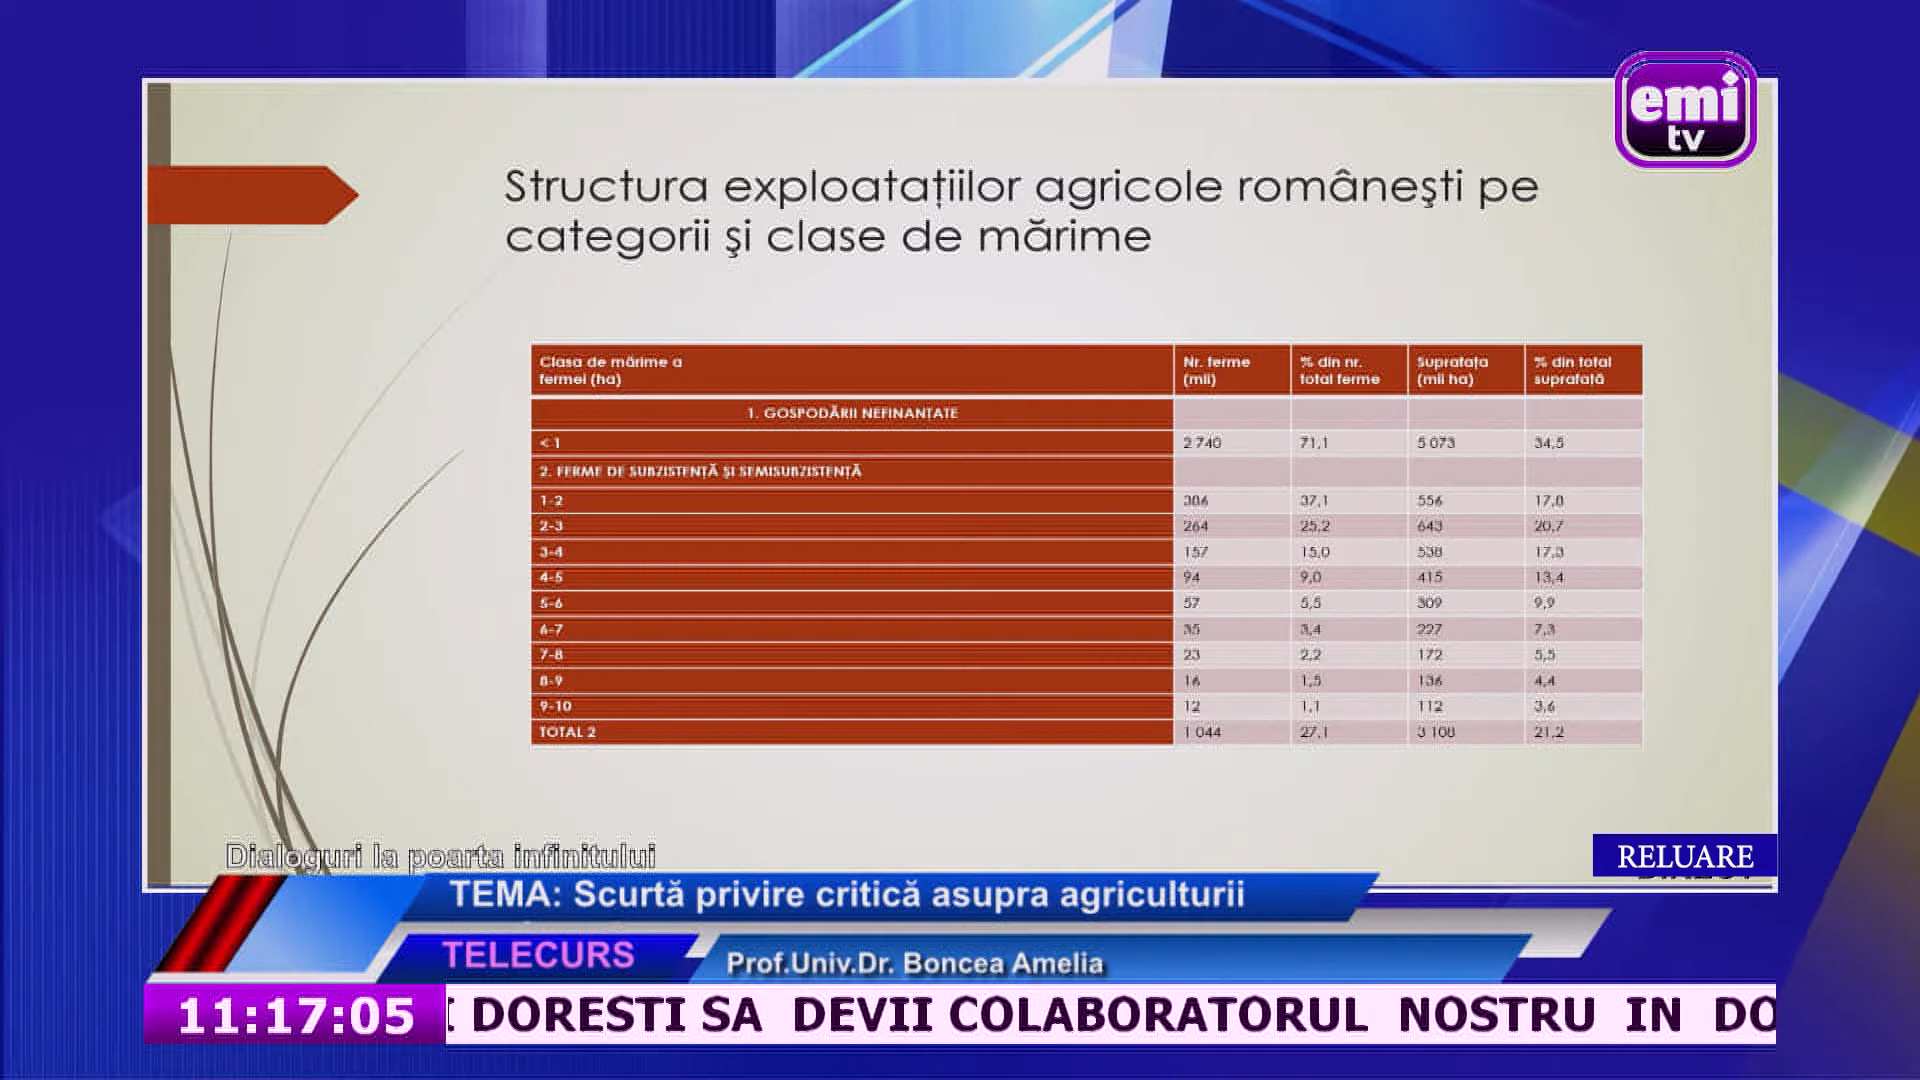 emi
tv
Structura exploatațiilor agricole românești pe
categorii și clase de mărime
Clasa de mărime a fermei (ha) Nr. ferme (mii) % din nr. total ferme Suprafața (mii ha) % din total suprafață
1. GOSPODĂRII NEFINANTATE
< 1 2 740 71,1 5 073 34,5
2. FERME DE SUBZISTENȚĂ ȘI SEMISUBZISTENȚĂ
1-2 386 37,1 556 17,8
2-3 264 25,2 643 20,7
3-4 157 15,0 538 17,3
4-5 94 9,0 415 13,4
5-6 57 5,5 309 9,9
6-7 35 3,4 227 7,3
7-8 23 2,2 172 5,5
8-9 16 1,5 136 4,4
9-10 12 1,1 112 3,6
TOTAL 2 1 044 27,1 3 108 21,2
Dialoguri la poarta infinitului
RELUARE
TEMA: Scurtă privire critică asupra agriculturii
TELECURS
Prof.Univ.Dr. Boncea Amelia
11:17:05 I DORESTI SA DEVII COLABORATORUL NOSTRU IN DO